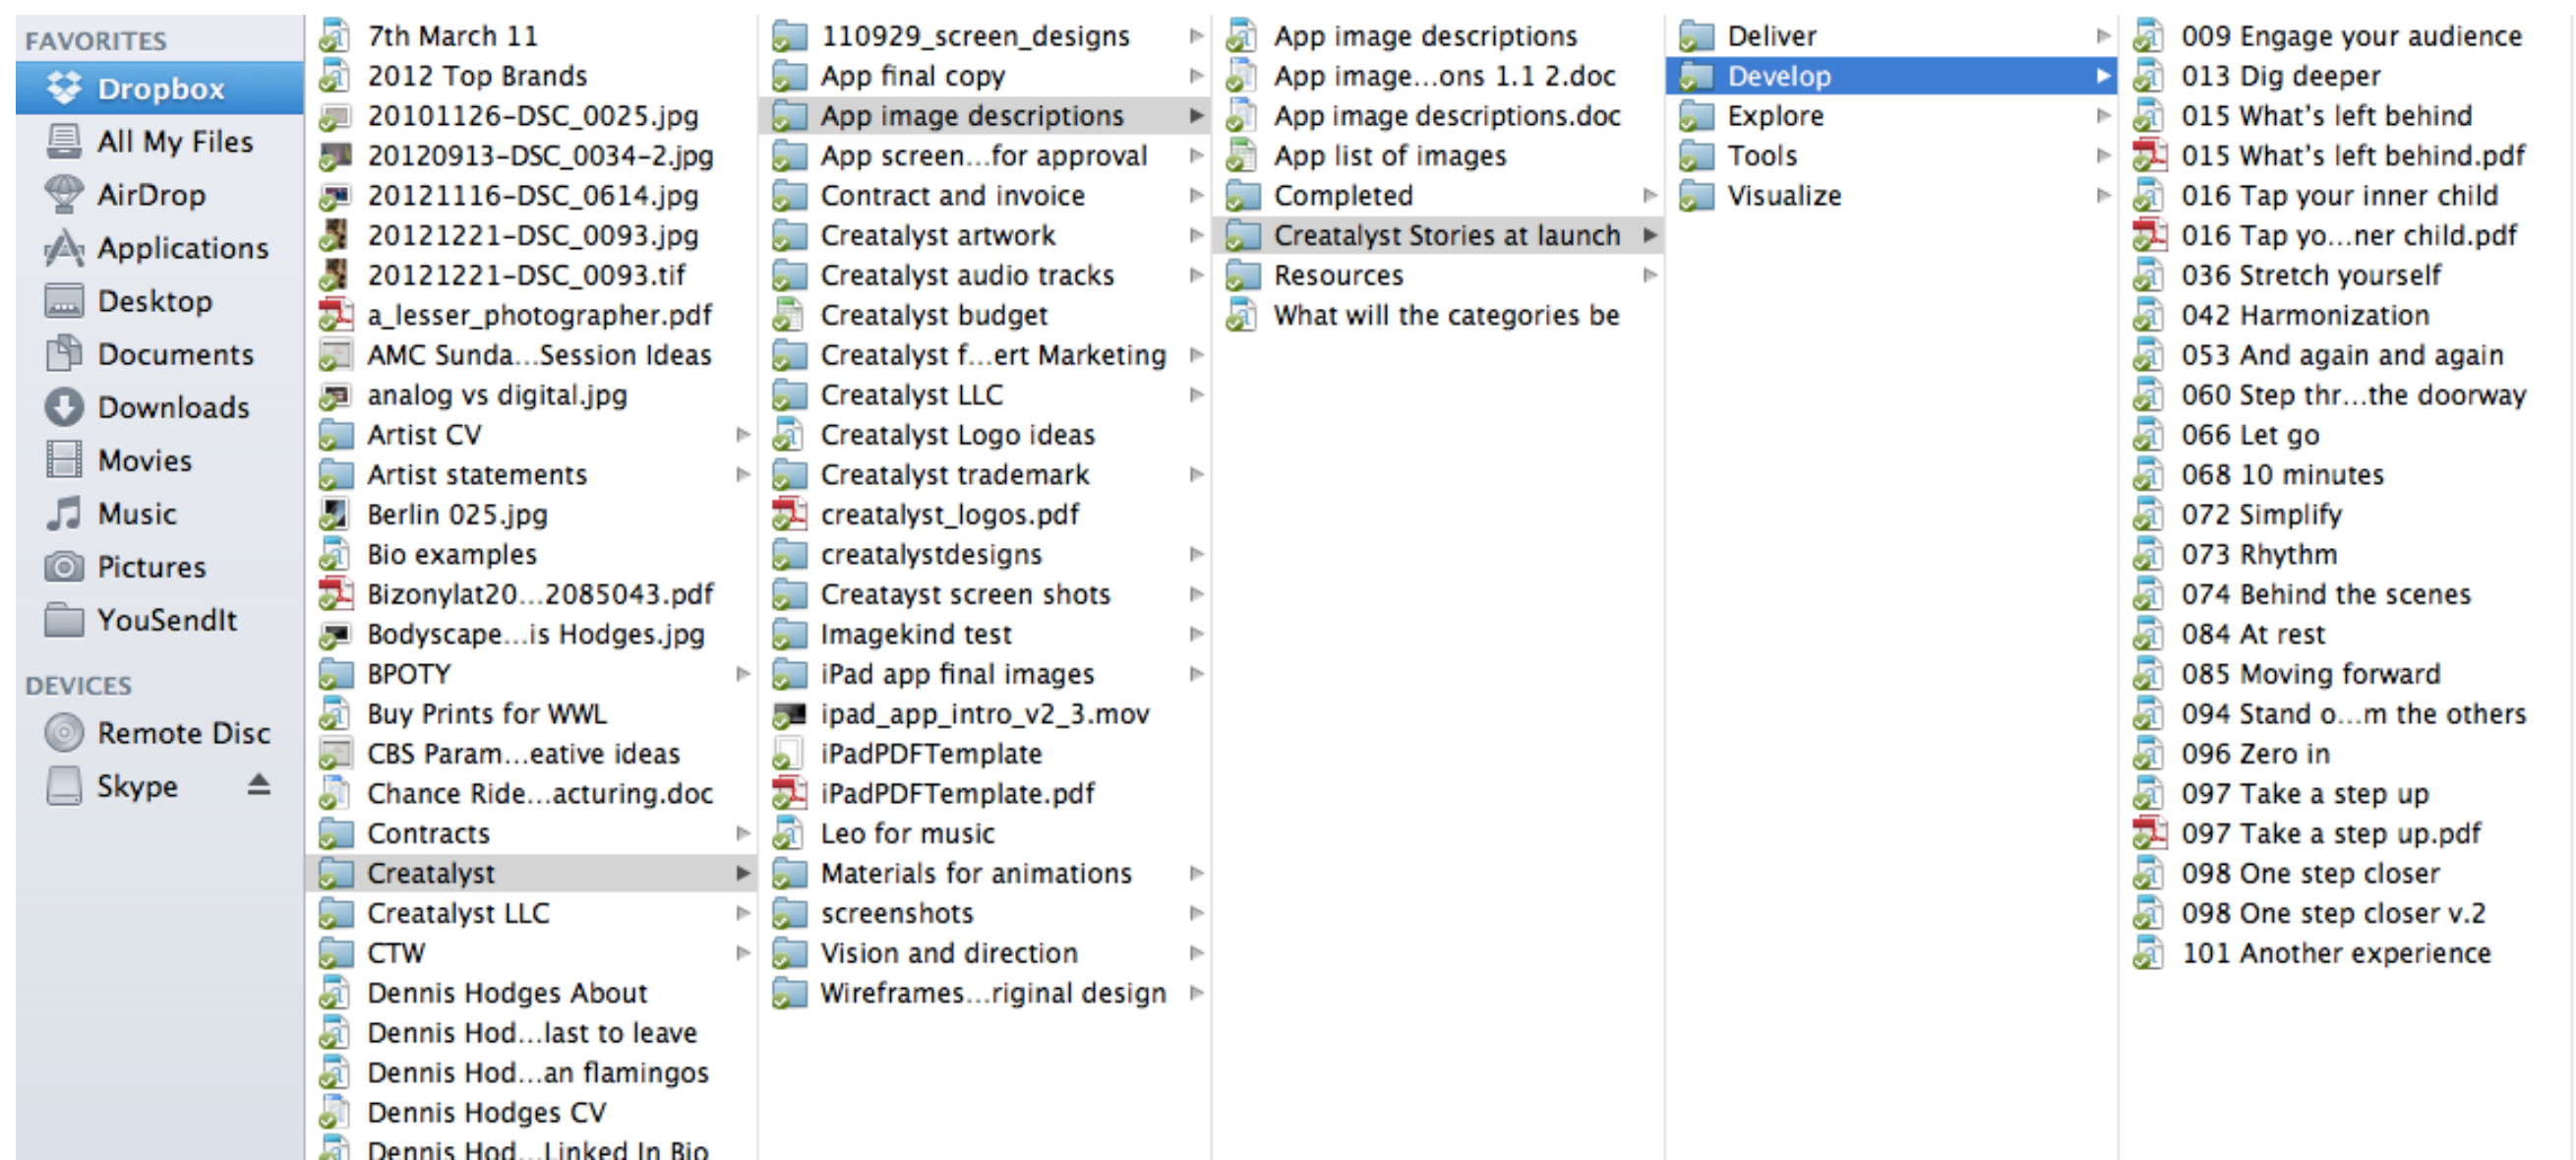 FAVORITES
Dropbox
All My Files
AirDrop
Applications
Desktop
Documents
Downloads
Movies
Music
Pictures
YouSendIt
DEVICES
Remote Disc
Skype
7th March 11
2012 Top Brands
20101126-DSC_0025.jpg
20120913-DSC_0034-2.jpg
20121116-DSC_0614.jpg
20121221-DSC_0093.jpg
20121221-DSC_0093.tif
a_lesser_photographer.pdf
AMC Sunda...Session Ideas
analog vs digital.jpg
Artist CV
Artist statements
Berlin 025.jpg
Bio examples
Bizonylat20...2085043.pdf
Bodyscape...is Hodges.jpg
BPOTY
Buy Prints for WWL
CBS Param...eative ideas
Chance Ride...acturing.doc
Contracts
Creatalyst
Creatalyst LLC
CTW
Dennis Hodges About
Dennis Hod...last to leave
Dennis Hod...an flamingos
Dennis Hodges CV
Dennis Hod...Linked In Bio
110929_screen_designs
App final copy
App image descriptions
App screen...for approval
Contract and invoice
Creatalyst artwork
Creatalyst audio tracks
Creatalyst budget
Creatalyst f...ert Marketing
Creatalyst LLC
Creatalyst Logo ideas
Creatalyst trademark
creatalyst_logos.pdf
creatalystdesigns
Creatayst screen shots
Imagekind test
iPad app final images
ipad_app_intro_v2_3.mov
iPadPDFTemplate
iPadPDFTemplate.pdf
Leo for music
Materials for animations
screenshots
Vision and direction
Wireframes...riginal design
App image descriptions
App image...ons 1.1 2.doc
App image descriptions.doc
App list of images
Completed
Creatalyst Stories at launch
Resources
What will the categories be
Deliver
Develop
Explore
Tools
Visualize
009 Engage your audience
013 Dig deeper
015 What's left behind
015 What's left behind.pdf
016 Tap your inner child
016 Tap yo...ner child.pdf
036 Stretch yourself
042 Harmonization
053 And again and again
060 Step thr...the doorway
066 Let go
068 10 minutes
072 Simplify
073 Rhythm
074 Behind the scenes
084 At rest
085 Moving forward
094 Stand o...m the others
096 Zero in
097 Take a step up
097 Take a step up.pdf
098 One step closer
098 One step closer v.2
101 Another experience